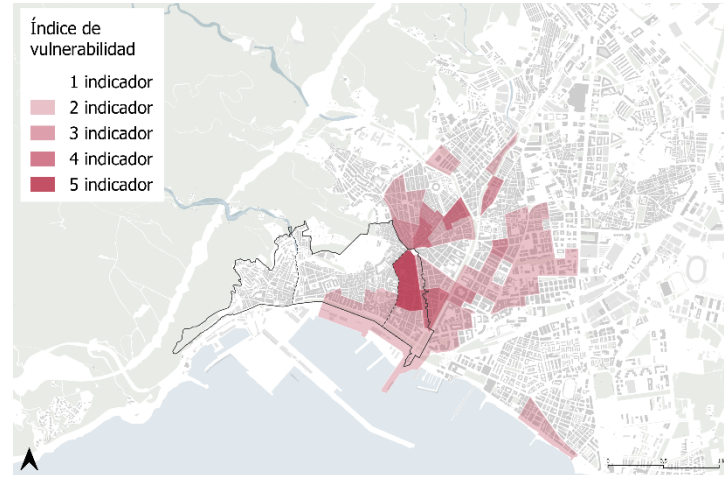 Índice de
vulnerabilidad
1 indicador
2 indicador
3 indicador
4 indicador
5 indicador